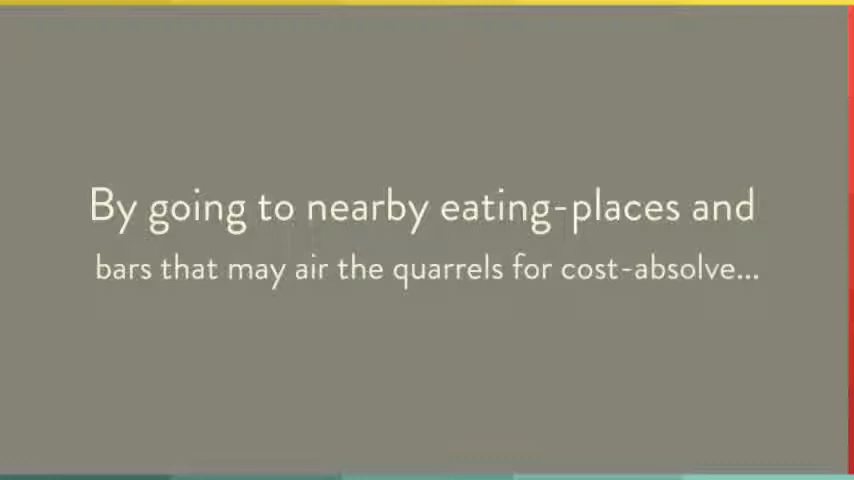 By going to nearby eating-places and
bars that may air the quarrels for cost-absolve...